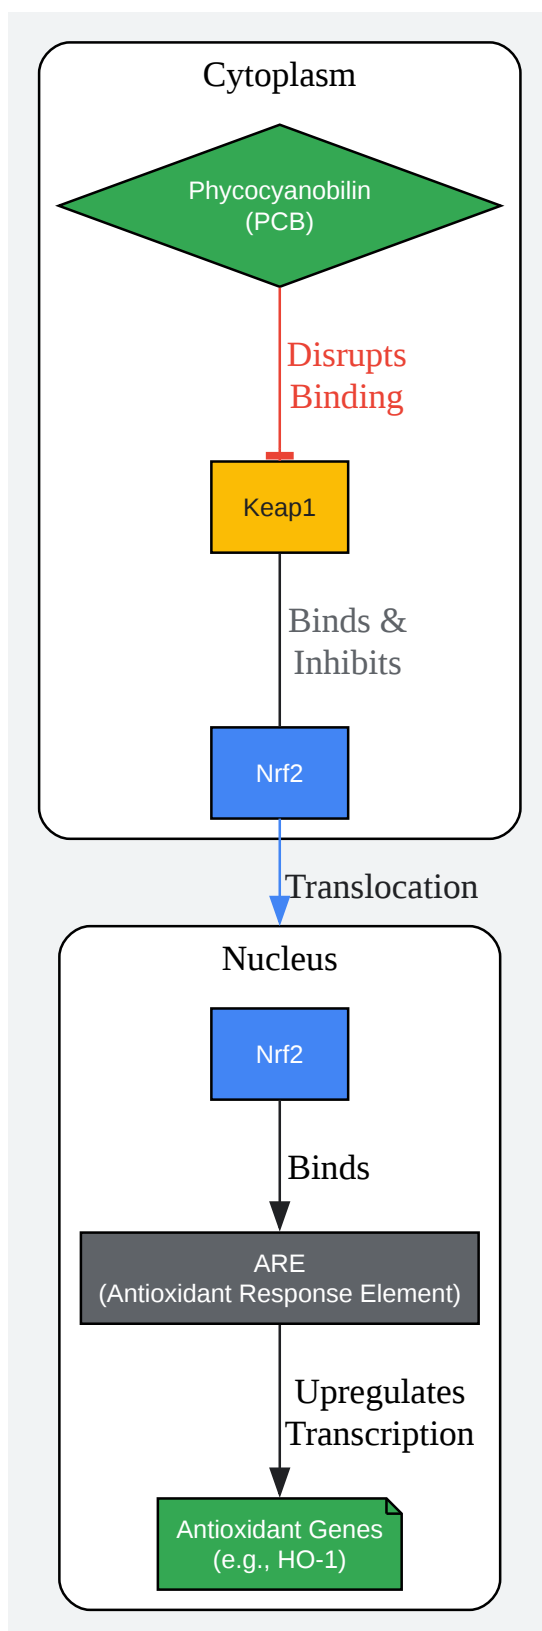 Cytoplasm
Phycocyanobilin
(PCB)
Disrupts
Binding
Keap1
Binds &
Inhibits
Nrf2
Translocation
Nucleus
Nrf2
Binds
ARE
(Antioxidant Response Element)
Upregulates
Transcription
Antioxidant Genes
(e.g., HO-1)